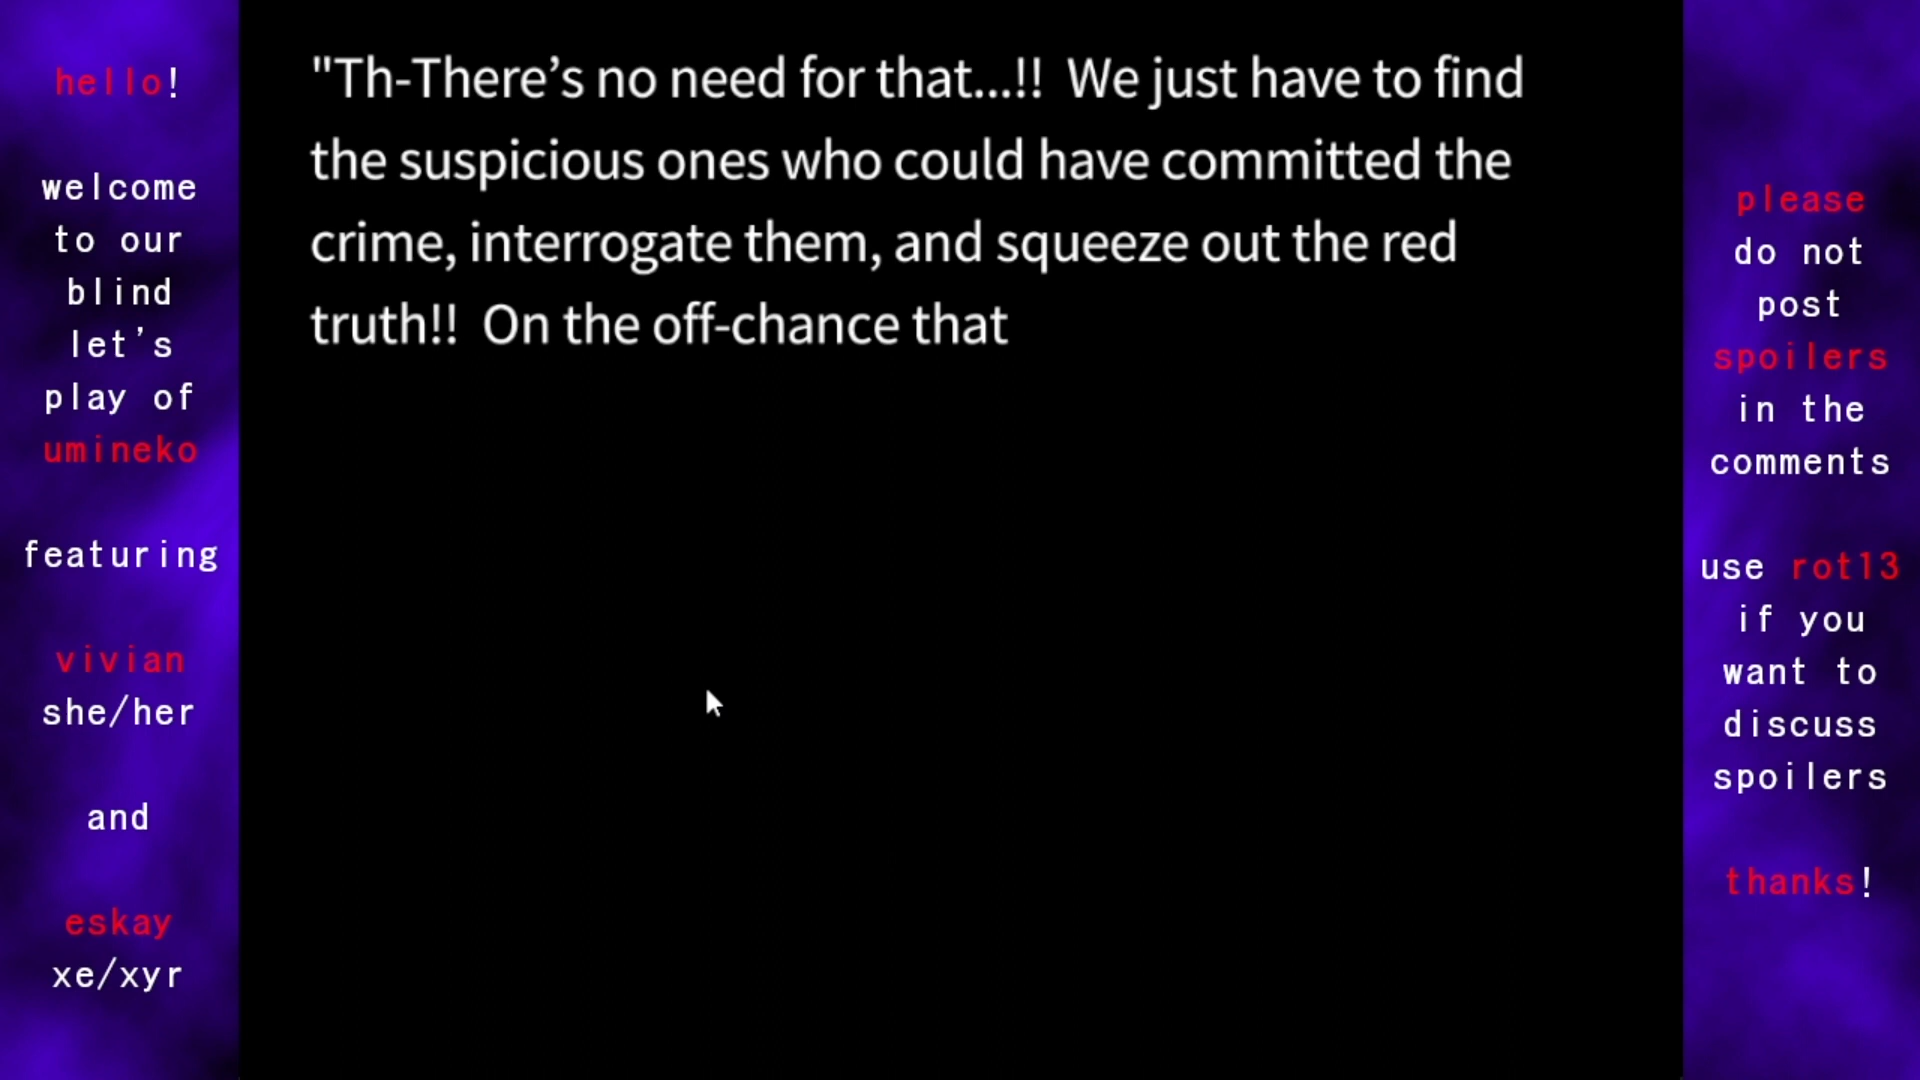 hello!
welcome
to our
blind
let's
play of
umineko
featuring
vivian
she/her
and
eskay
xe/xyr
"Th-There’s no need for that...!!  We just have to find
the suspicious ones who could have committed the
crime, interrogate them, and squeeze out the red
truth!!  On the off-chance that
please
do not
post
spoilers
in the
comments
use rot13
if you
want to
discuss
spoilers
thanks!